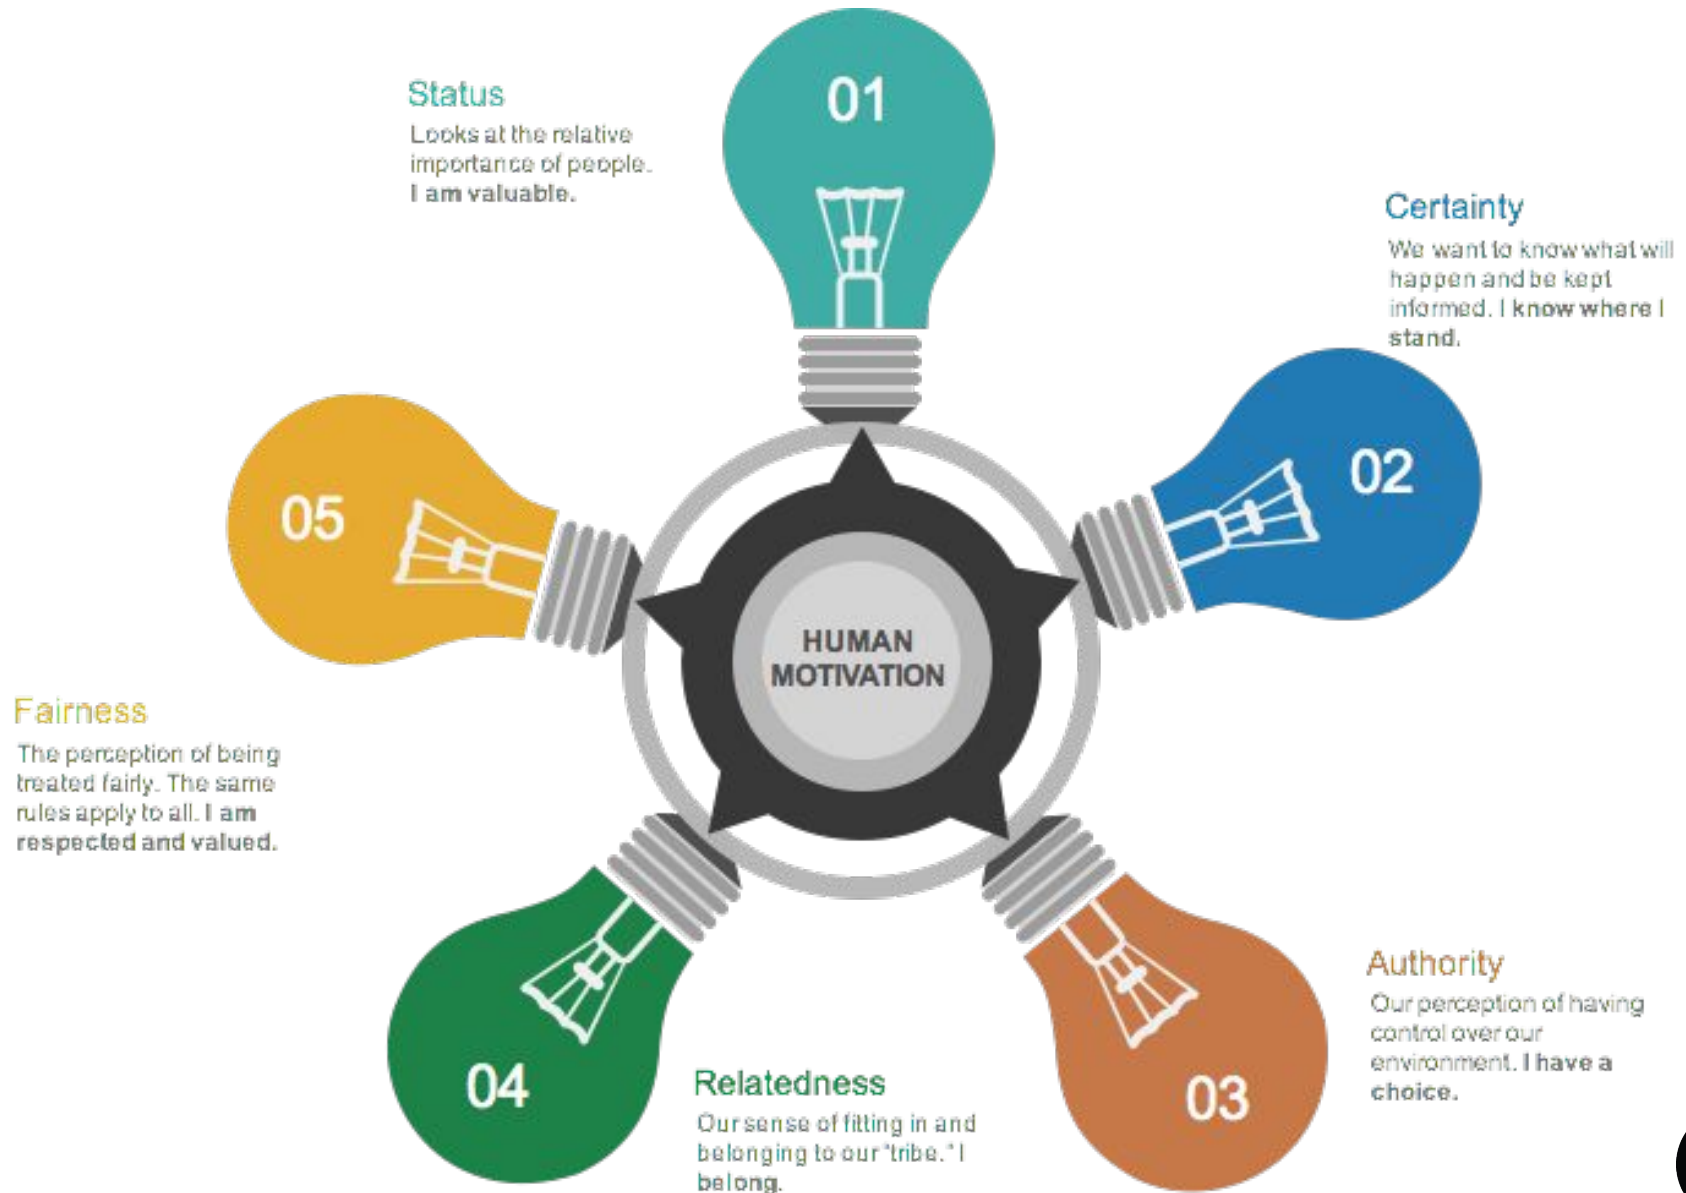 01
Status
Looks at the relative
importance of people.
I am valuable.
02
Certainty
We want to know what will
happen and be kept
informed. I know where I
stand.
HUMAN
MOTIVATION
03
Authority
Our perception of having
control over our
environment. I have a
choice.
04
Relatedness
Our sense of fitting in and
belonging to our "tribe." I
belong.
05
Fairness
The perception of being
treated fairly. The same
rules apply to all. I am
respected and valued.